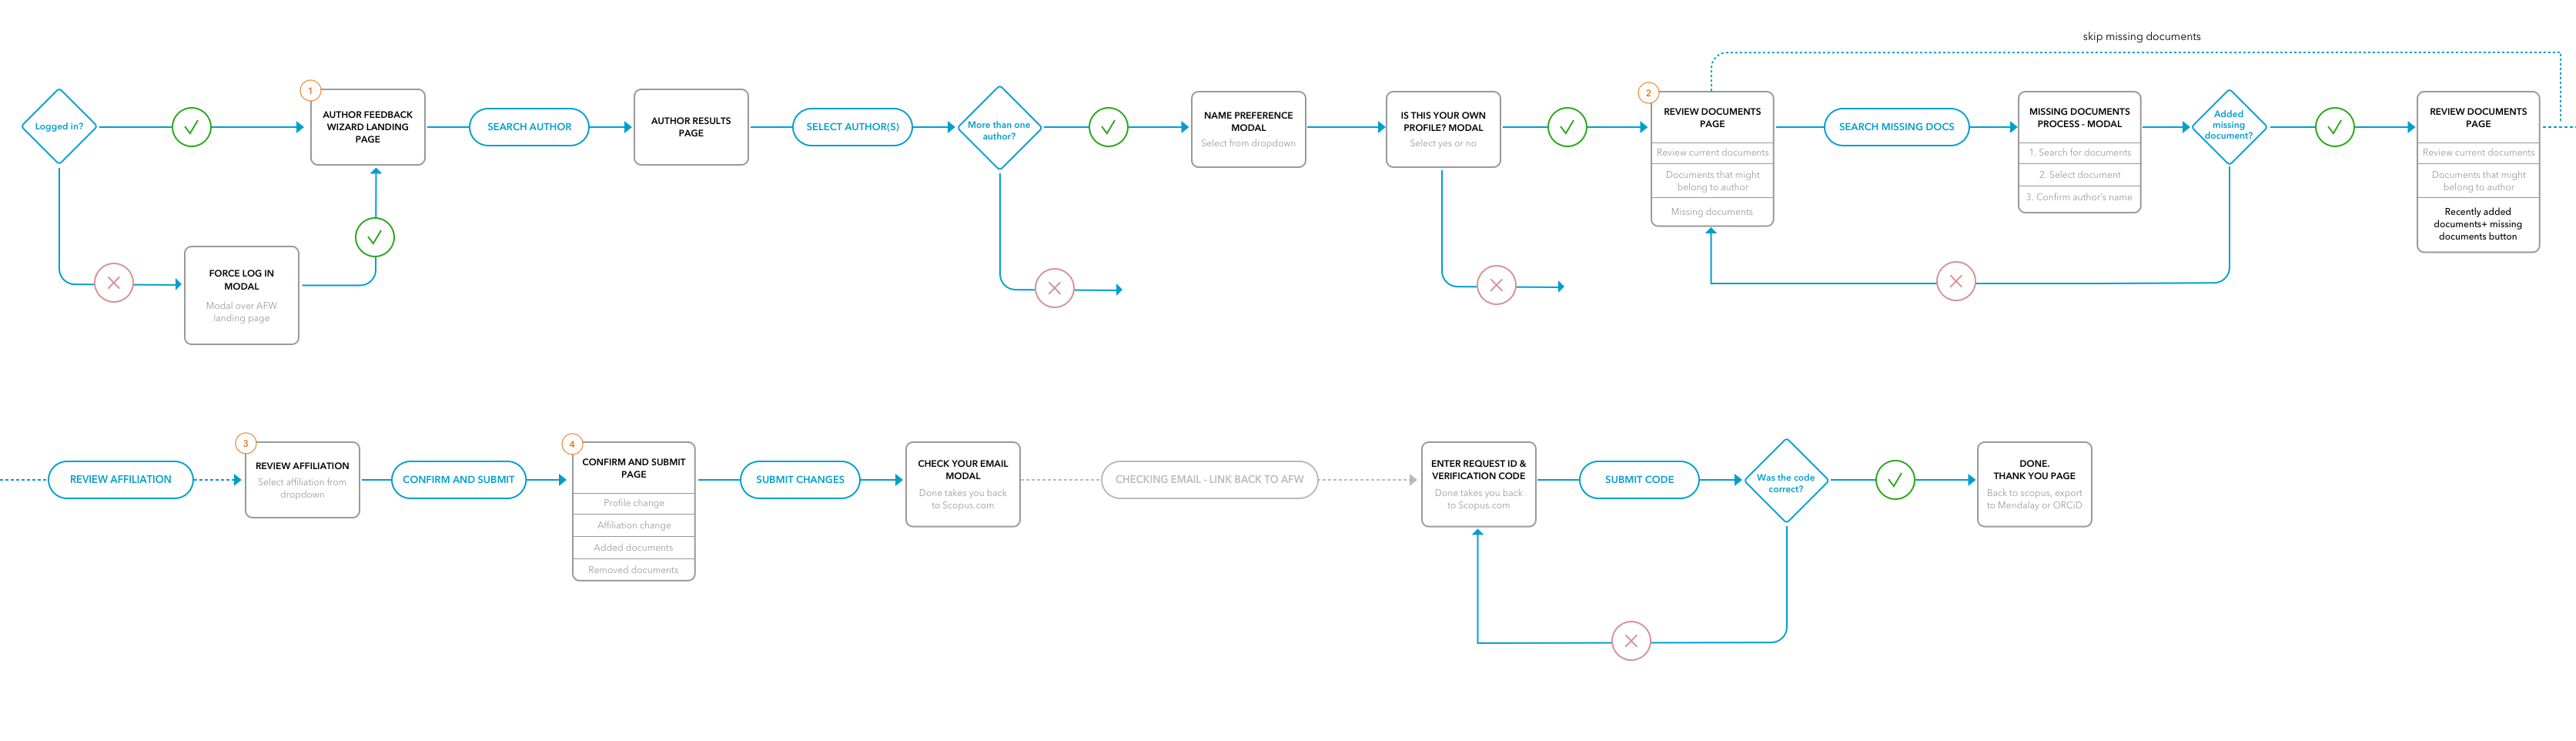 skip missing documents
Logged in?
1
AUTHOR FEEDBACK
WIZARD LANDING
PAGE
SEARCH AUTHOR
AUTHOR RESULTS
PAGE
SELECT AUTHOR(S)
More than one
author?
NAME PREFERENCE
MODAL
Select from dropdown
IS THIS YOUR OWN
PROFILE? MODAL
Select yes or no
2
REVIEW DOCUMENTS
PAGE
Review current documents
Documents that might
belong to author
Missing documents
SEARCH MISSING DOCS
MISSING DOCUMENTS
PROCESS - MODAL
1. Search for documents
2. Select document
3. Confirm author's name
Added
missing
document?
REVIEW DOCUMENTS
PAGE
Review current documents
Documents that might
belong to author
Recently added
documents+ missing
documents button
FORCE LOG IN
MODAL
Modal over AFW
landing page
REVIEW AFFILIATION
3
REVIEW AFFILIATION
Select affiliation from
dropdown
CONFIRM AND SUBMIT
4
CONFIRM AND SUBMIT
PAGE
Profile change
Affiliation change
Added documents
Removed documents
SUBMIT CHANGES
CHECK YOUR EMAIL
MODAL
Done takes you back
to Scopus.com
CHECKING EMAIL - LINK BACK TO AFW
ENTER REQUEST ID &
VERIFICATION CODE
Done takes you back
to Scopus.com
SUBMIT CODE
Was the code
correct?
DONE.
THANK YOU PAGE
Back to scopus, export
to Mendalay or ORCiD